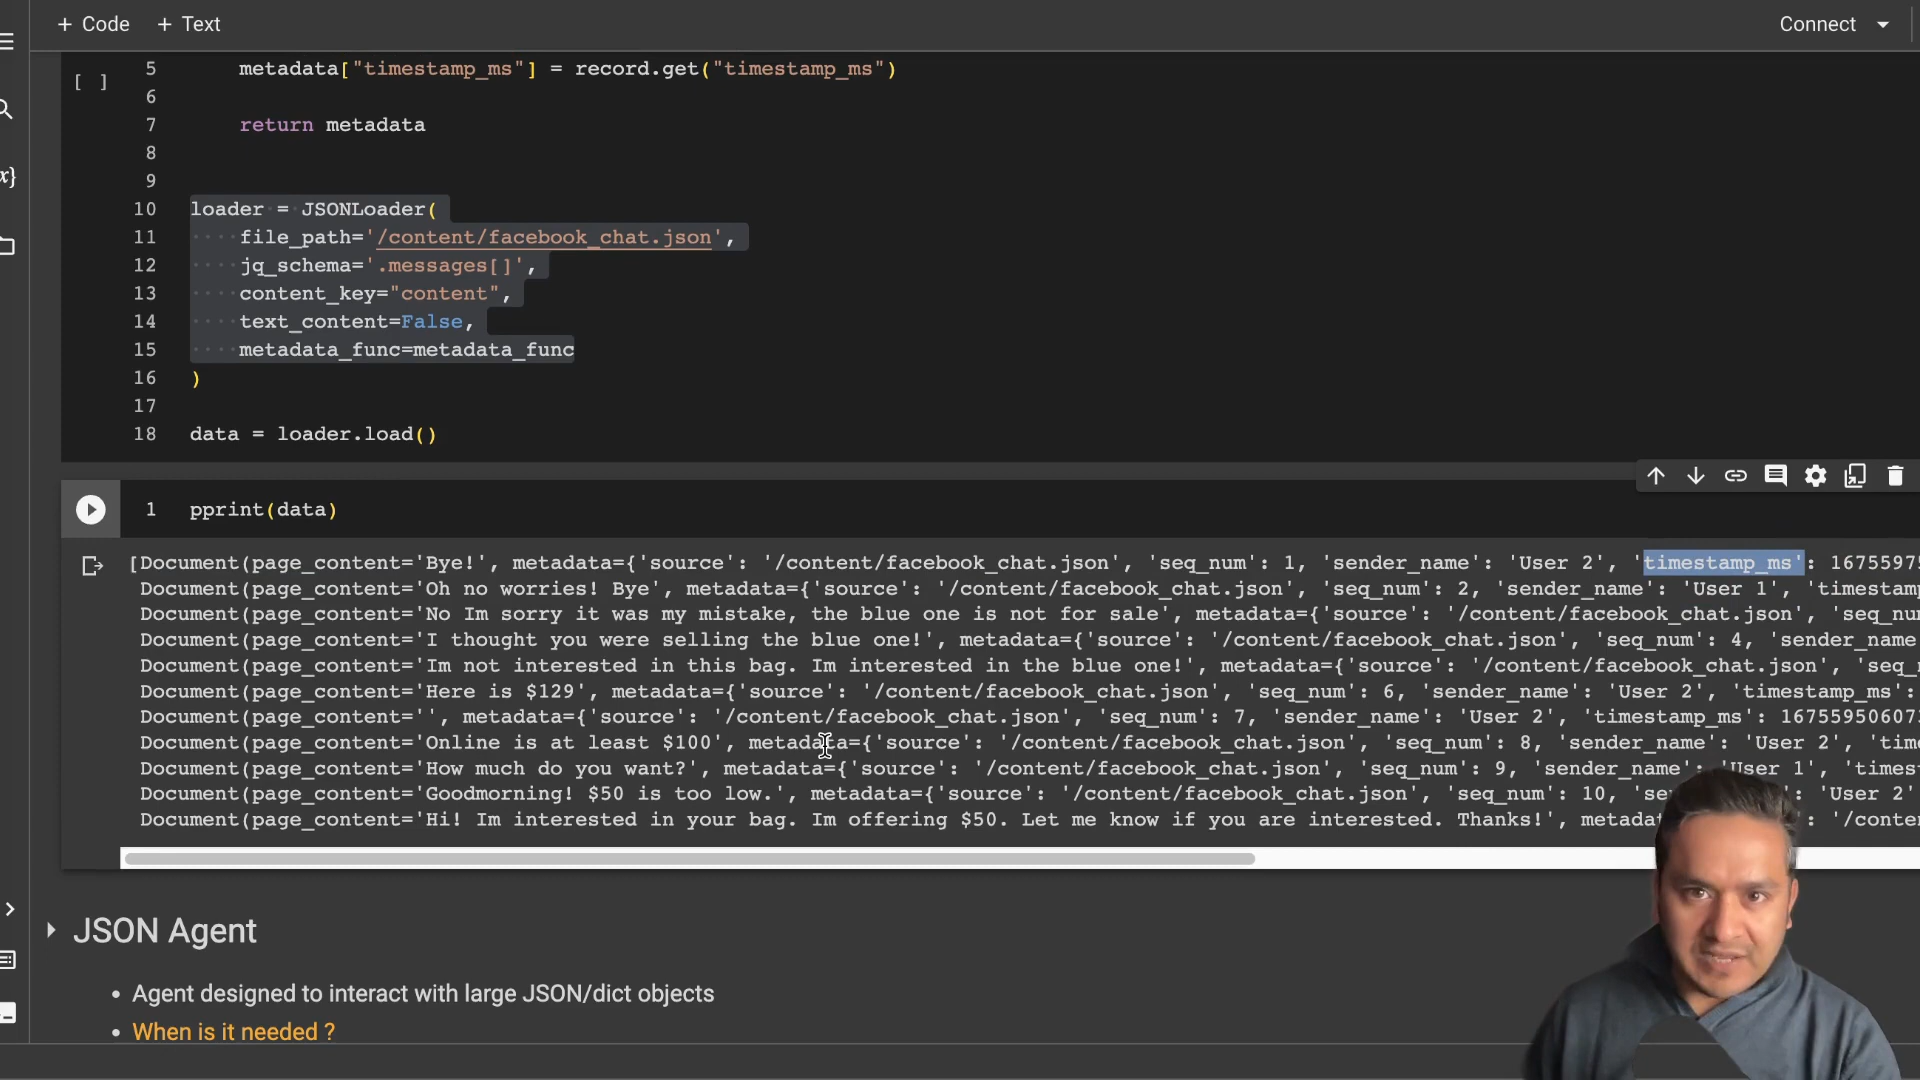 + Code + Text Connect
[ ] 5 metadata["timestamp_ms"] = record.get("timestamp_ms")
6
7 return metadata
8
9
10 loader = JSONLoader(
11 file_path='/content/facebook_chat.json',
12 jq_schema='.messages[]',
13 content_key="content",
14 text_content=False,
15 metadata_func=metadata_func
16 )
17
18 data = loader.load()
1 pprint(data)
[Document(page_content='Bye!', metadata={'source': '/content/facebook_chat.json', 'seq_num': 1, 'sender_name': 'User 2', 'timestamp_ms': 16755975
Document(page_content='Oh no worries! Bye', metadata={'source': '/content/facebook_chat.json', 'seq_num': 2, 'sender_name': 'User 1', 'timestamp
Document(page_content='No Im sorry it was my mistake, the blue one is not for sale', metadata={'source': '/content/facebook_chat.json', 'seq_nu
Document(page_content='I thought you were selling the blue one!', metadata={'source': '/content/facebook_chat.json', 'seq_num': 4, 'sender_name
Document(page_content='Im not interested in this bag. Im interested in the blue one!', metadata={'source': '/content/facebook_chat.json', 'seq_
Document(page_content='Here is $129', metadata={'source': '/content/facebook_chat.json', 'seq_num': 6, 'sender_name': 'User 2', 'timestamp_ms':
Document(page_content='', metadata={'source': '/content/facebook_chat.json', 'seq_num': 7, 'sender_name': 'User 2', 'timestamp_ms': 167559506073
Document(page_content='Online is at least $100', metadata={'source': '/content/facebook_chat.json', 'seq_num': 8, 'sender_name': 'User 2', 'time
Document(page_content='How much do you want?', metadata={'source': '/content/facebook_chat.json', 'seq_num': 9, 'sender_name': 'User 1', 'timest
Document(page_content='Goodmorning! $50 is too low.', metadata={'source': '/content/facebook_chat.json', 'seq_num': 10, 'se : 'User 2'
Document(page_content='Hi! Im interested in your bag. Im offering $50. Let me know if you are interested. Thanks!', metadat : '/conten
JSON Agent
• Agent designed to interact with large JSON/dict objects
• When is it needed ?